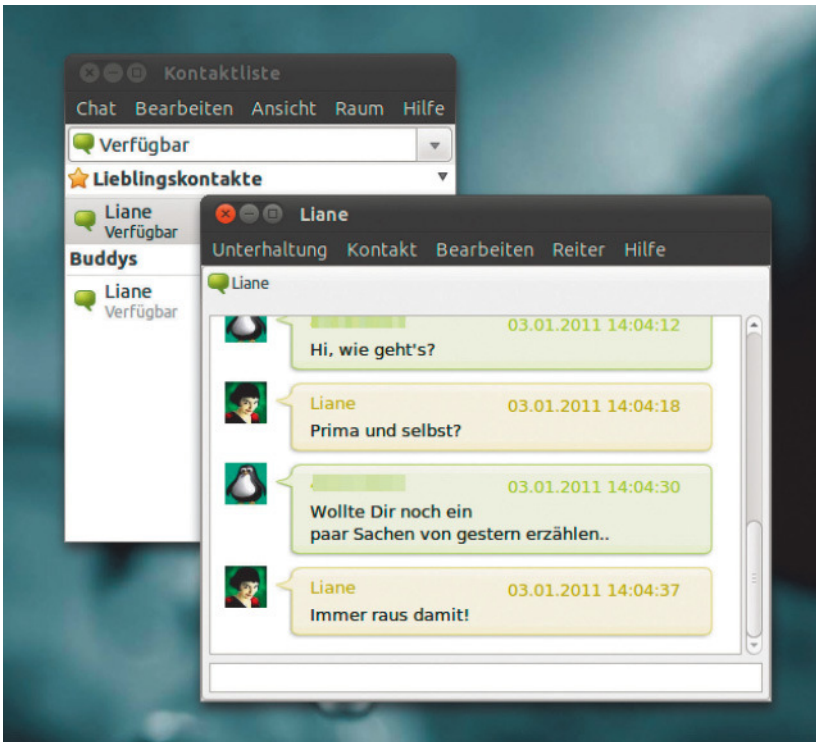 Kontaktliste
Chat Bearbeiten Ansicht Raum Hilfe
Verfügbar
Lieblingskontakte
Liane
Verfügbar
Buddys
Liane
Verfügbar
Liane
Unterhaltung Kontakt Bearbeiten Reiter Hilfe
Liane
03.01.2011 14:04:12
Hi, wie geht's?
Liane 03.01.2011 14:04:18
Prima und selbst?
03.01.2011 14:04:30
Wollte Dir noch ein
paar Sachen von gestern erzählen..
Liane 03.01.2011 14:04:37
Immer raus damit!